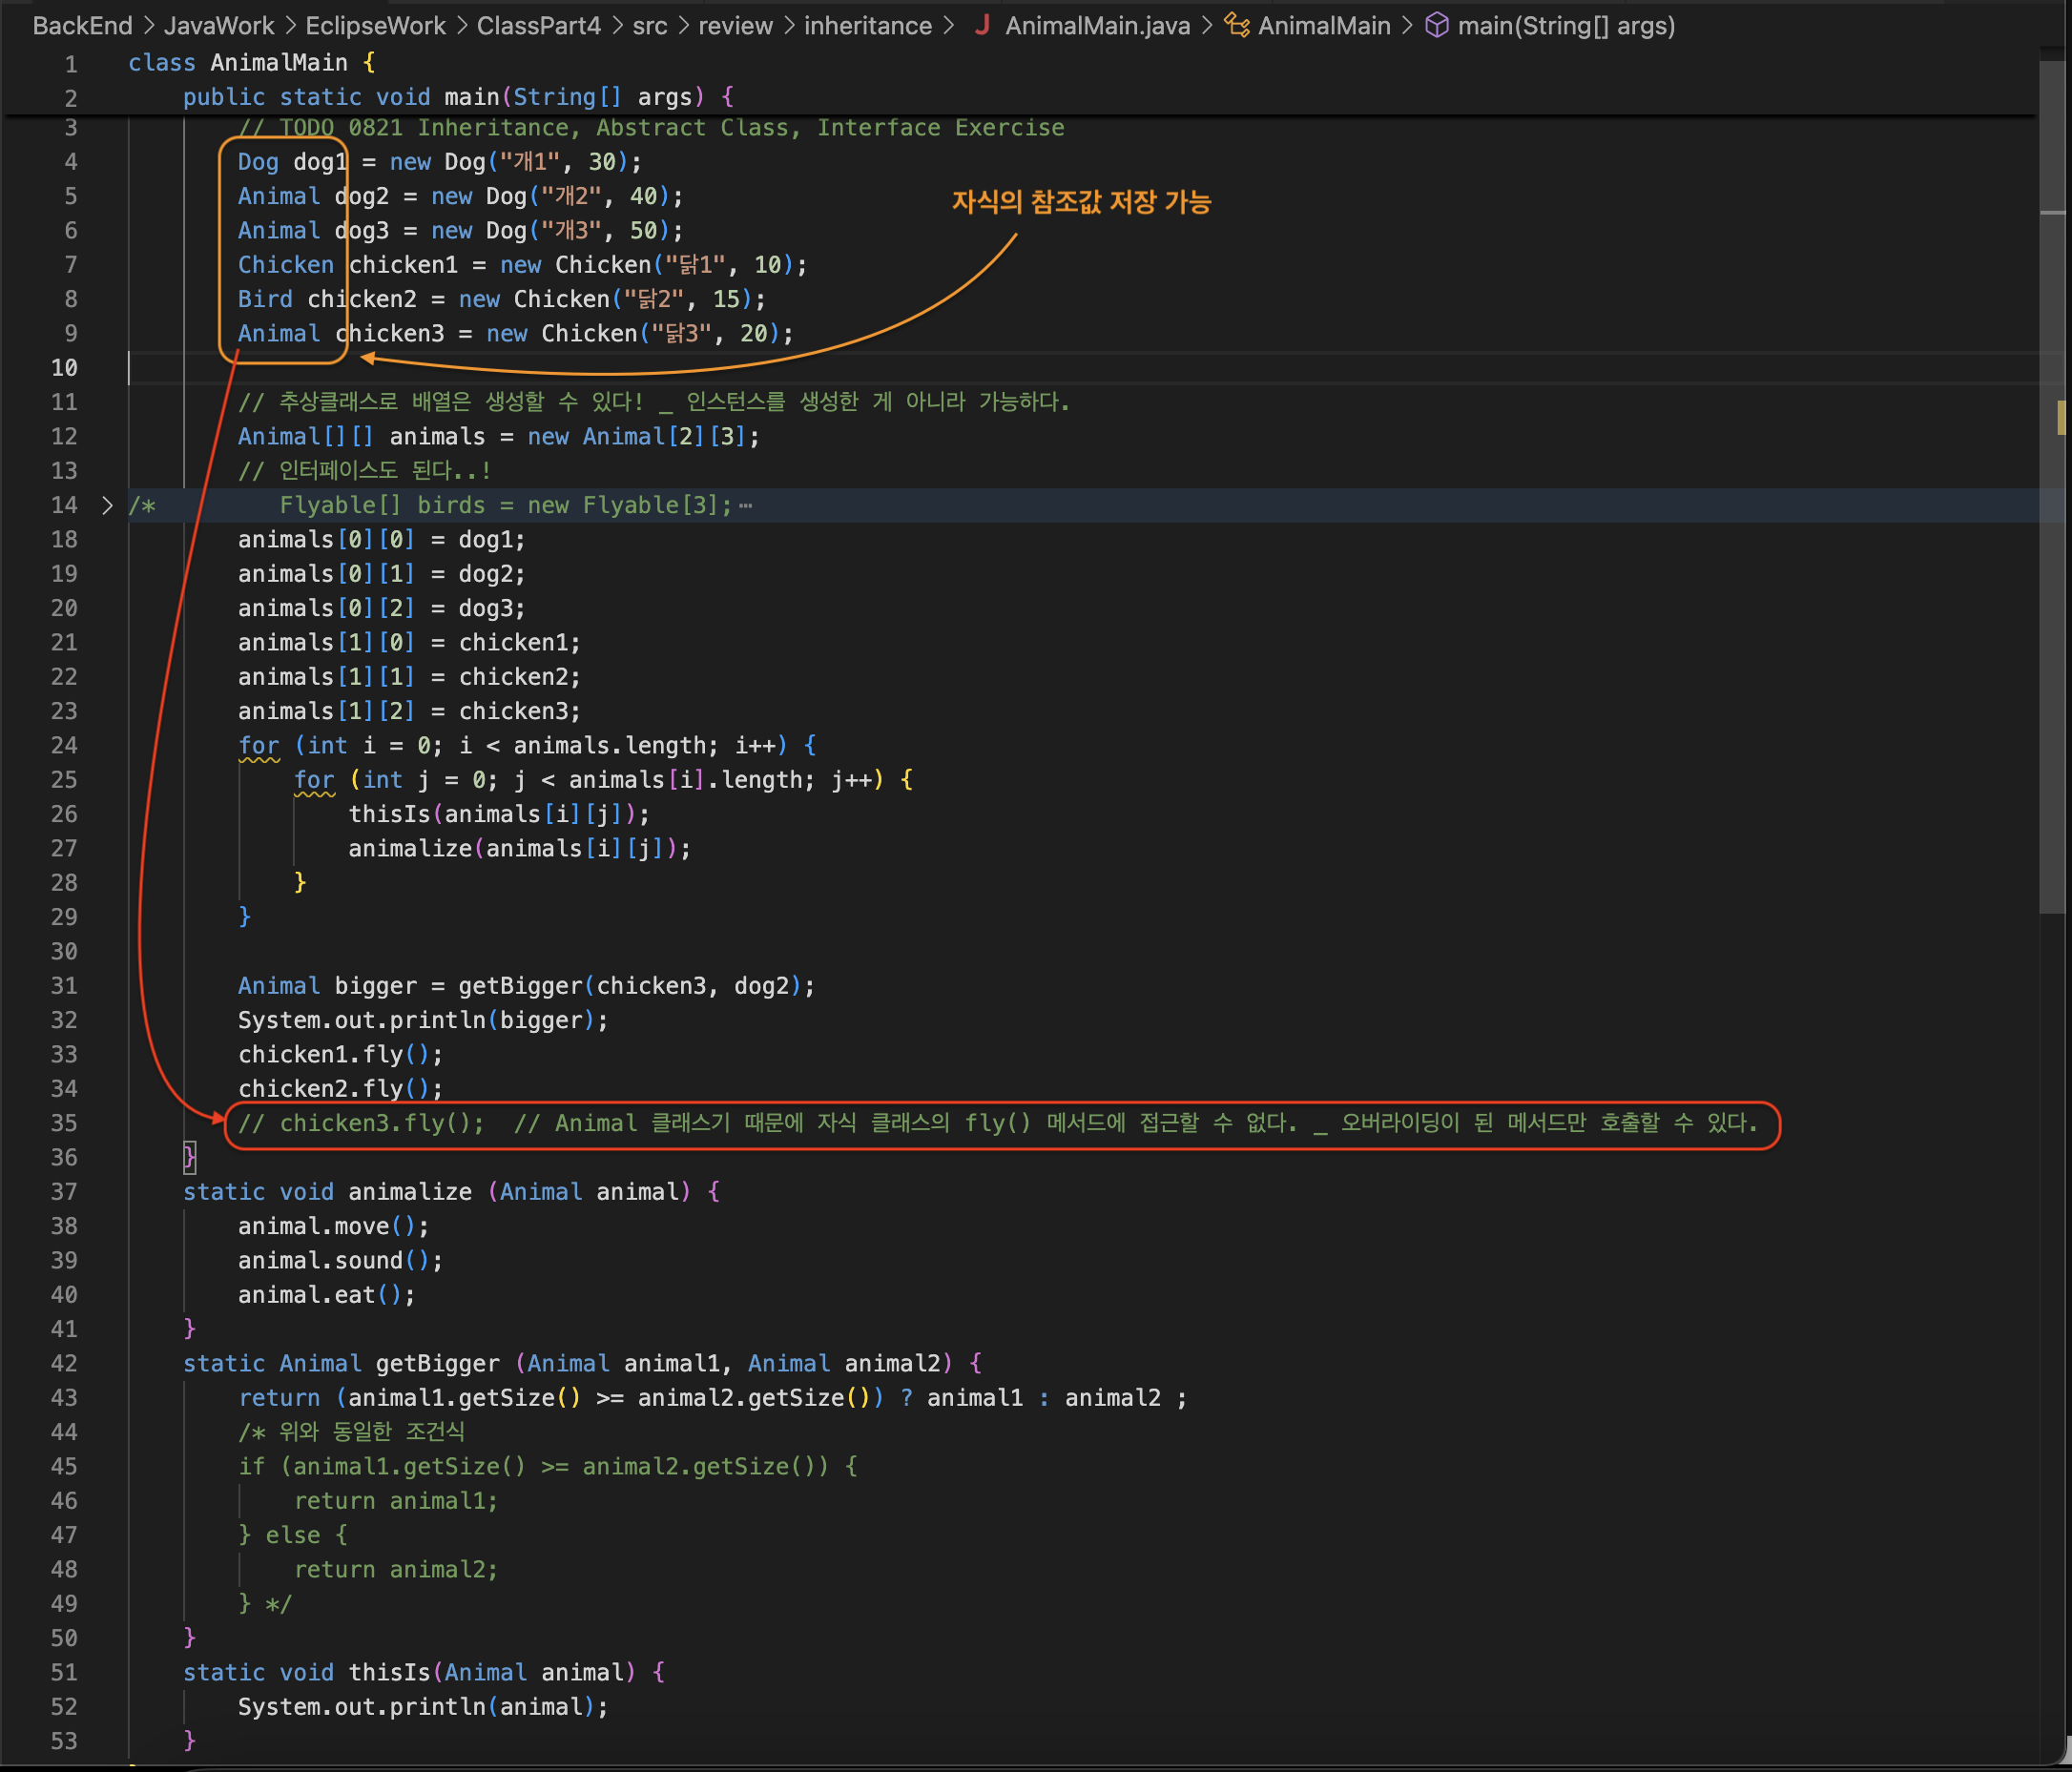 BackEnd > JavaWork > EclipseWork > ClassPart4 > src > review > inheritance > J AnimalMain.java > AnimalMain > main(String[] args)
1 class AnimalMain {
2     public static void main(String[] args) {
3         // TODO 0821 Inheritance, Abstract Class, Interface Exercise
4         Dog dog1 = new Dog("개1", 30);
5         Animal dog2 = new Dog("개2", 40);
자식의 참조값 저장 가능
6         Animal dog3 = new Dog("개3", 50);
7         Chicken chicken1 = new Chicken("닭1", 10);
8         Bird chicken2 = new Chicken("닭2", 15);
9         Animal chicken3 = new Chicken("닭3", 20);
10
11         // 추상클래스로 배열은 생성할 수 있다! _ 인스턴스를 생성한 게 아니라 가능하다.
12         Animal[][] animals = new Animal[2][3];
13         // 인터페이스도 된다..!
14 > /*         Flyable[] birds = new Flyable[3]; ⋯
18         animals[0][0] = dog1;
19         animals[0][1] = dog2;
20         animals[0][2] = dog3;
21         animals[1][0] = chicken1;
22         animals[1][1] = chicken2;
23         animals[1][2] = chicken3;
24         for (int i = 0; i < animals.length; i++) {
25             for (int j = 0; j < animals[i].length; j++) {
26                 thisIs(animals[i][j]);
27                 animalize(animals[i][j]);
28             }
29         }
30
31         Animal bigger = getBigger(chicken3, dog2);
32         System.out.println(bigger);
33         chicken1.fly();
34         chicken2.fly();
35         // chicken3.fly();  // Animal 클래스기 때문에 자식 클래스의 fly() 메서드에 접근할 수 없다. _ 오버라이딩이 된 메서드만 호출할 수 있다.
36     }
37     static void animalize (Animal animal) {
38         animal.move();
39         animal.sound();
40         animal.eat();
41     }
42     static Animal getBigger (Animal animal1, Animal animal2) {
43         return (animal1.getSize() >= animal2.getSize()) ? animal1 : animal2 ;
44         /* 위와 동일한 조건식
45         if (animal1.getSize() >= animal2.getSize()) {
46             return animal1;
47         } else {
48             return animal2;
49         } */
50     }
51     static void thisIs(Animal animal) {
52         System.out.println(animal);
53     }